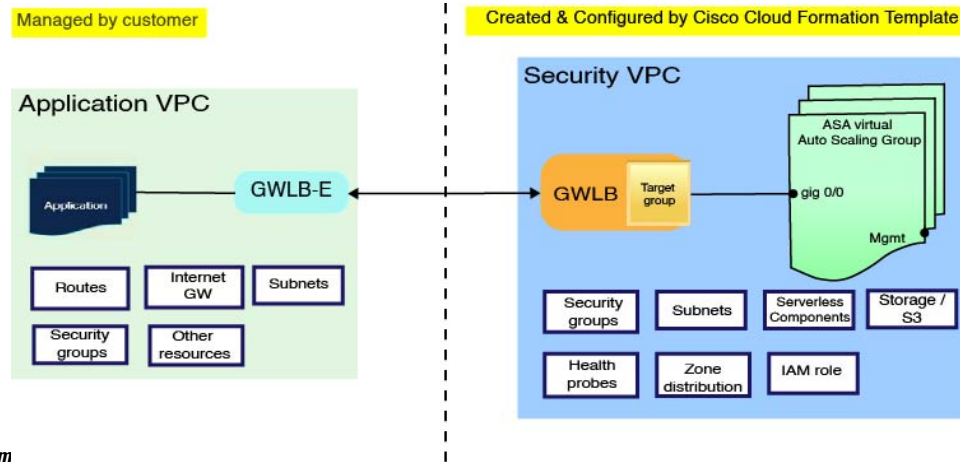 Managed by customer
Created & Configured by Cisco Cloud Formation Template
Application VPC
Application
GWLB-E
Routes
Internet
GW
Subnets
Security
groups
Other
resources
Security VPC
GWLB
Target
group
ASA virtual
Auto Scaling Group
gig 0/0
Mgmt
Security
groups
Subnets
Serverless
Components
Storage /
S3
Health
probes
Zone
distribution
IAM role
m